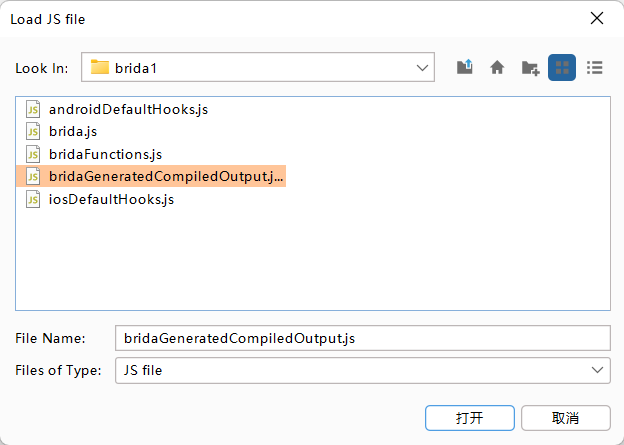 Load JS file
Look In: brida1
JS androidDefaultHooks.js
JS brida.js
JS bridaFunctions.js
JS bridaGeneratedCompiledOutput.j...
JS iosDefaultHooks.js
File Name: bridaGeneratedCompiledOutput.js
Files of Type: JS file
打开 取消